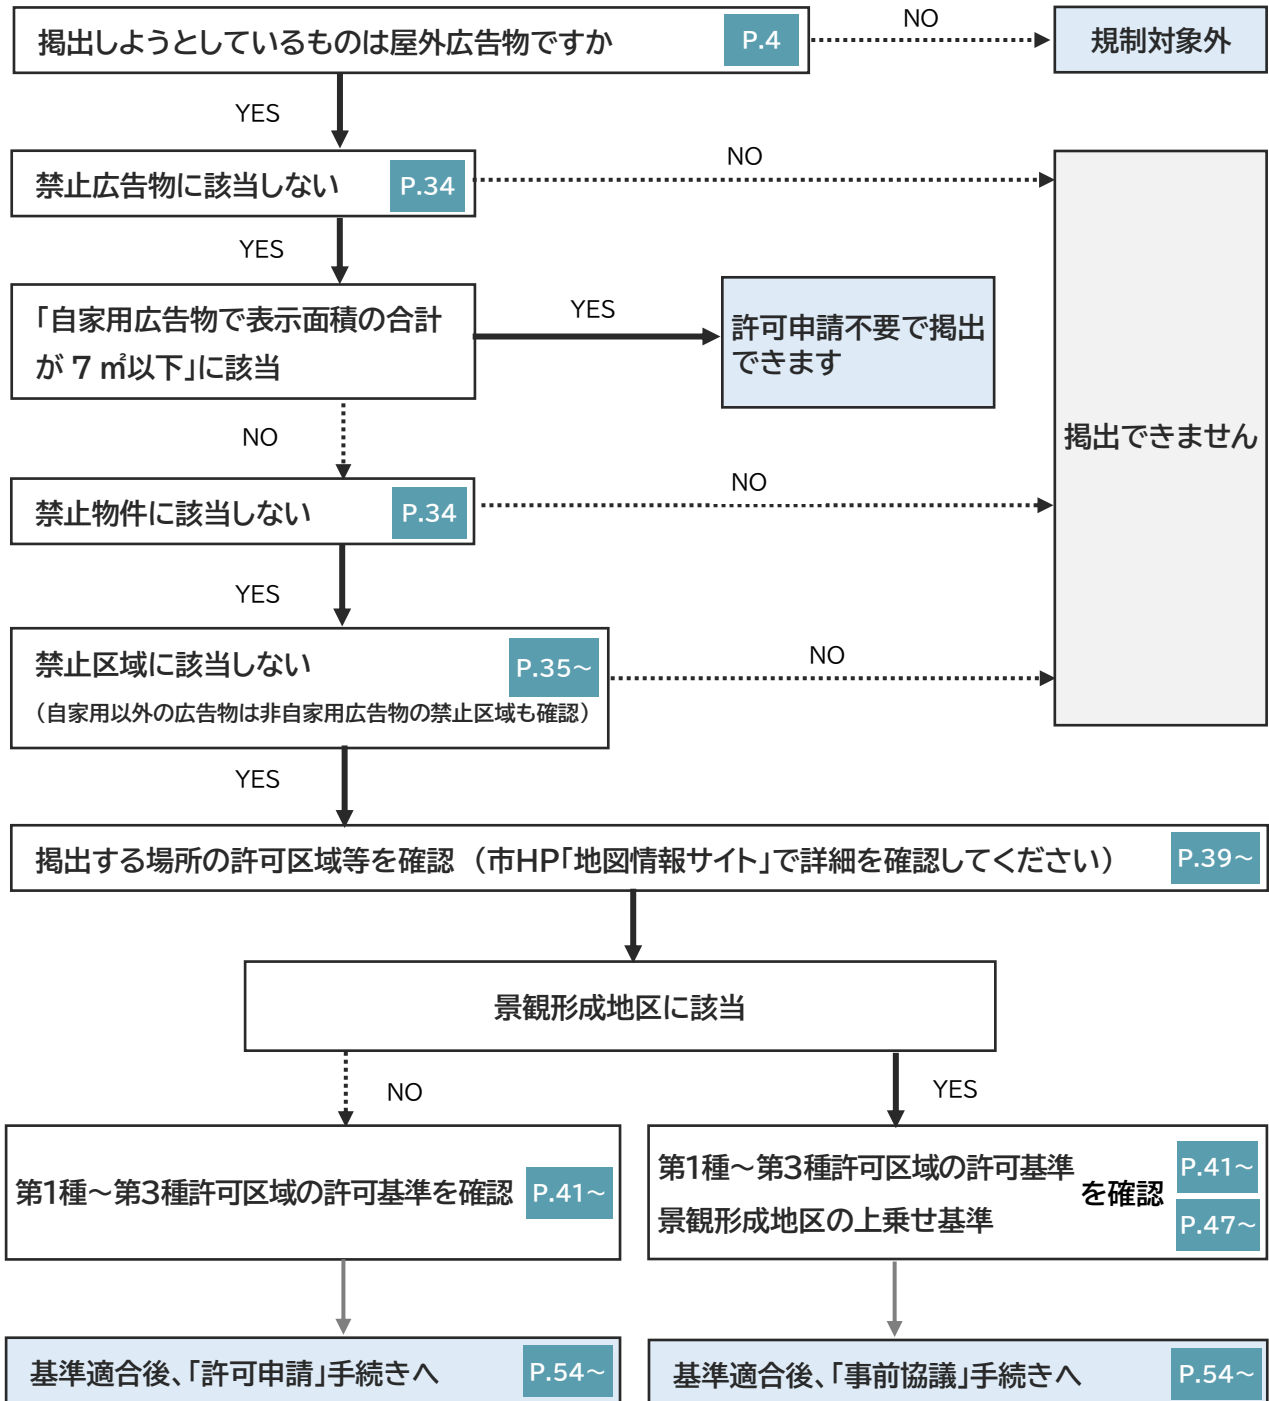 掲出しようとしているものは屋外広告物ですか P.4
NO
規制対象外
YES
禁止広告物に該当しない P.34
NO
掲出できません
YES
「自家用広告物で表示面積の合計
が 7 ㎡以下」に該当
YES
許可申請不要で掲出
できます
NO
禁止物件に該当しない P.34
NO
YES
禁止区域に該当しない P.35~
（自家用以外の広告物は非自家用広告物の禁止区域も確認）
NO
YES
掲出する場所の許可区域等を確認 （市HP「地図情報サイト」で詳細を確認してください） P.39~
景観形成地区に該当
NO
YES
第1種～第3種許可区域の許可基準を確認 P.41~
第1種～第3種許可区域の許可基準
景観形成地区の上乗せ基準
を確認
P.41~
P.47~
基準適合後、「許可申請」手続きへ P.54~
基準適合後、「事前協議」手続きへ P.54~